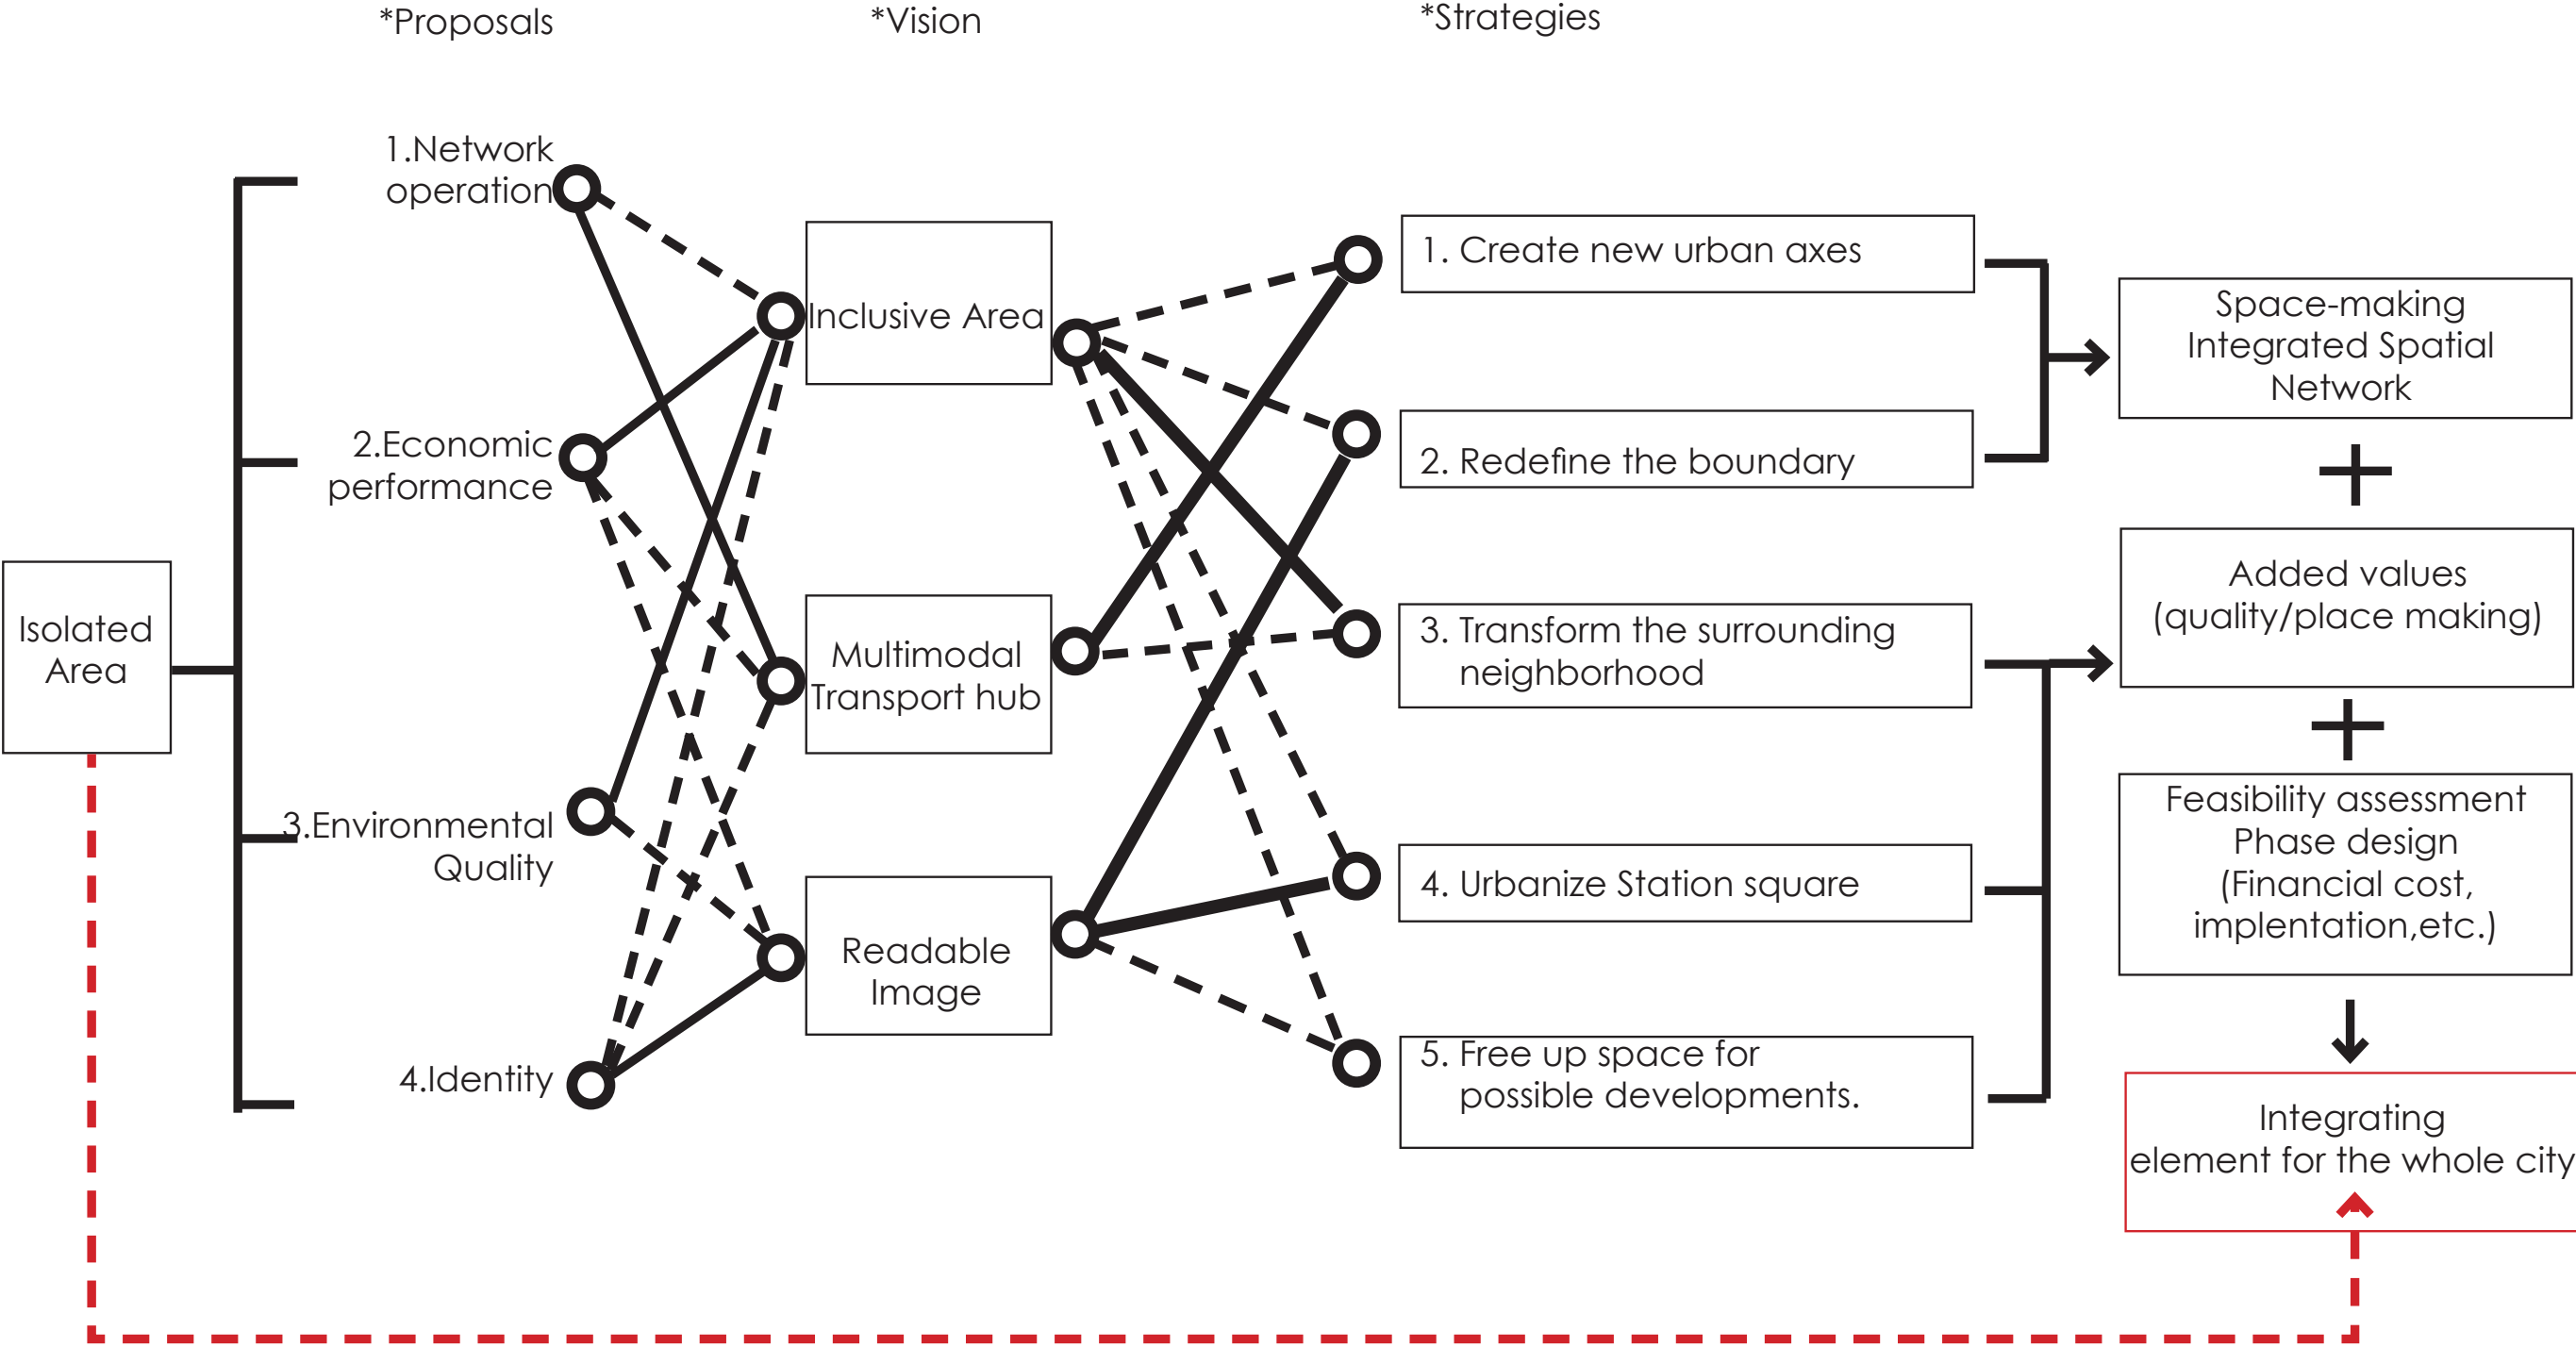 *Proposals
*Vision
*Strategies
Isolated
Area
1.Network
operation
2.Economic
performance
3.Environmental
Quality
4.Identity
Inclusive Area
Multimodal
Transport hub
Readable
Image
1. Create new urban axes
2. Redefine the boundary
3. Transform the surrounding
neighborhood
4. Urbanize Station square
5. Free up space for
possible developments.
Space-making
Integrated Spatial
Network
+
Added values
(quality/place making)
+
Feasibility assessment
Phase design
(Financial cost,
implentation,etc.)
Integrating
element for the whole city